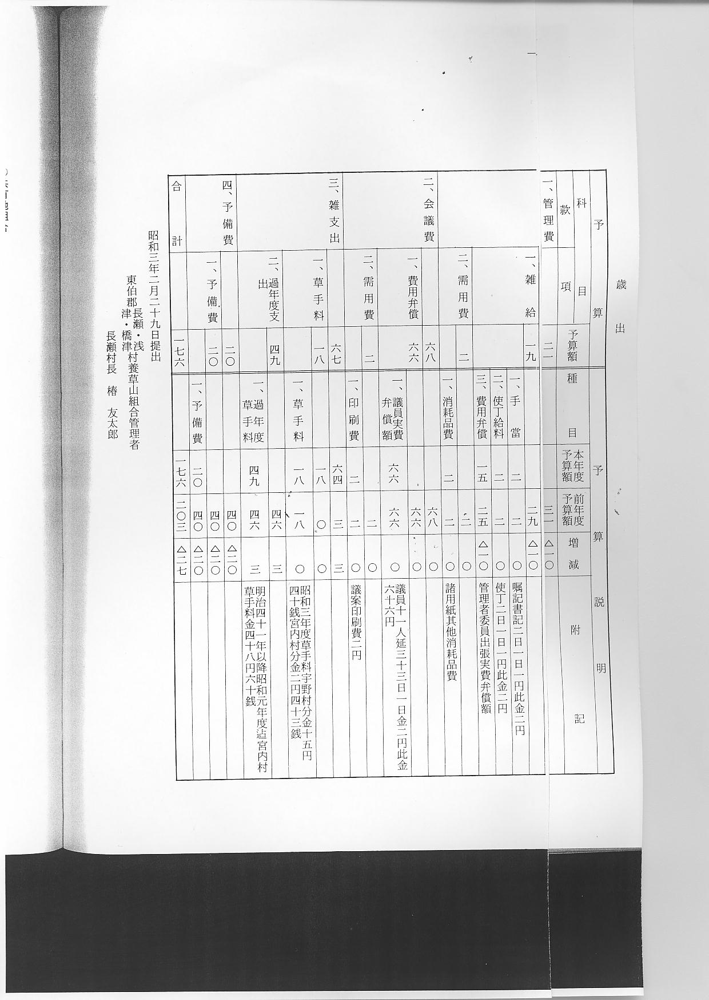 歳出
予算
予算説明
科目
款
項
予算額
種目
本年度予算額
前年度予算額
増減
附記
一、管理費
二一
三一
△一〇
一、雑給
一九
二九
△一〇
一、手當
二
二
〇
嘱記書記二日一日一円此金二円
二、使丁給料
二
二
〇
使丁二日一日一円此金二円
三、費用弁償
一五
二五
△一〇
管理者委員出張実費弁償額
二、需用費
二
二
〇
一、消耗品費
二
二
〇
諸用紙其他消耗品費
二、会議費
六八
六八
〇
一、費用弁償
六六
六六
〇
一、議員実費
弁償額
六六
六六
〇
議員十一人延三十三日一日金二円此金
六十六円
二、需用費
二
二
〇
一、印刷費
二
二
〇
議案印刷費二円
三、雑支出
六七
六四
三
三
一、草手料
一八
一八
〇
〇
一、草手料
一八
一八
〇
昭和三年度草手料宇野村分金十五円
四十銭宮内村分金二円四十三銭
二、過年度支
出
四九
四六
三
一、過年度
草手料
四九
四六
三
明治四十一年以降昭和元年度迠宮内村
草手料金四十八円六十銭
四、予備費
二〇
四〇
△二〇
一、予備費
二〇
四〇
△二〇
一、予備費
二〇
四〇
△二〇
合計
一七六
一七六
二〇三
△二七
昭和三年二月二十九日提出
東伯郡長瀬・浅津・橋津村養草山組合管理者
長瀬村長　椿　友太郎